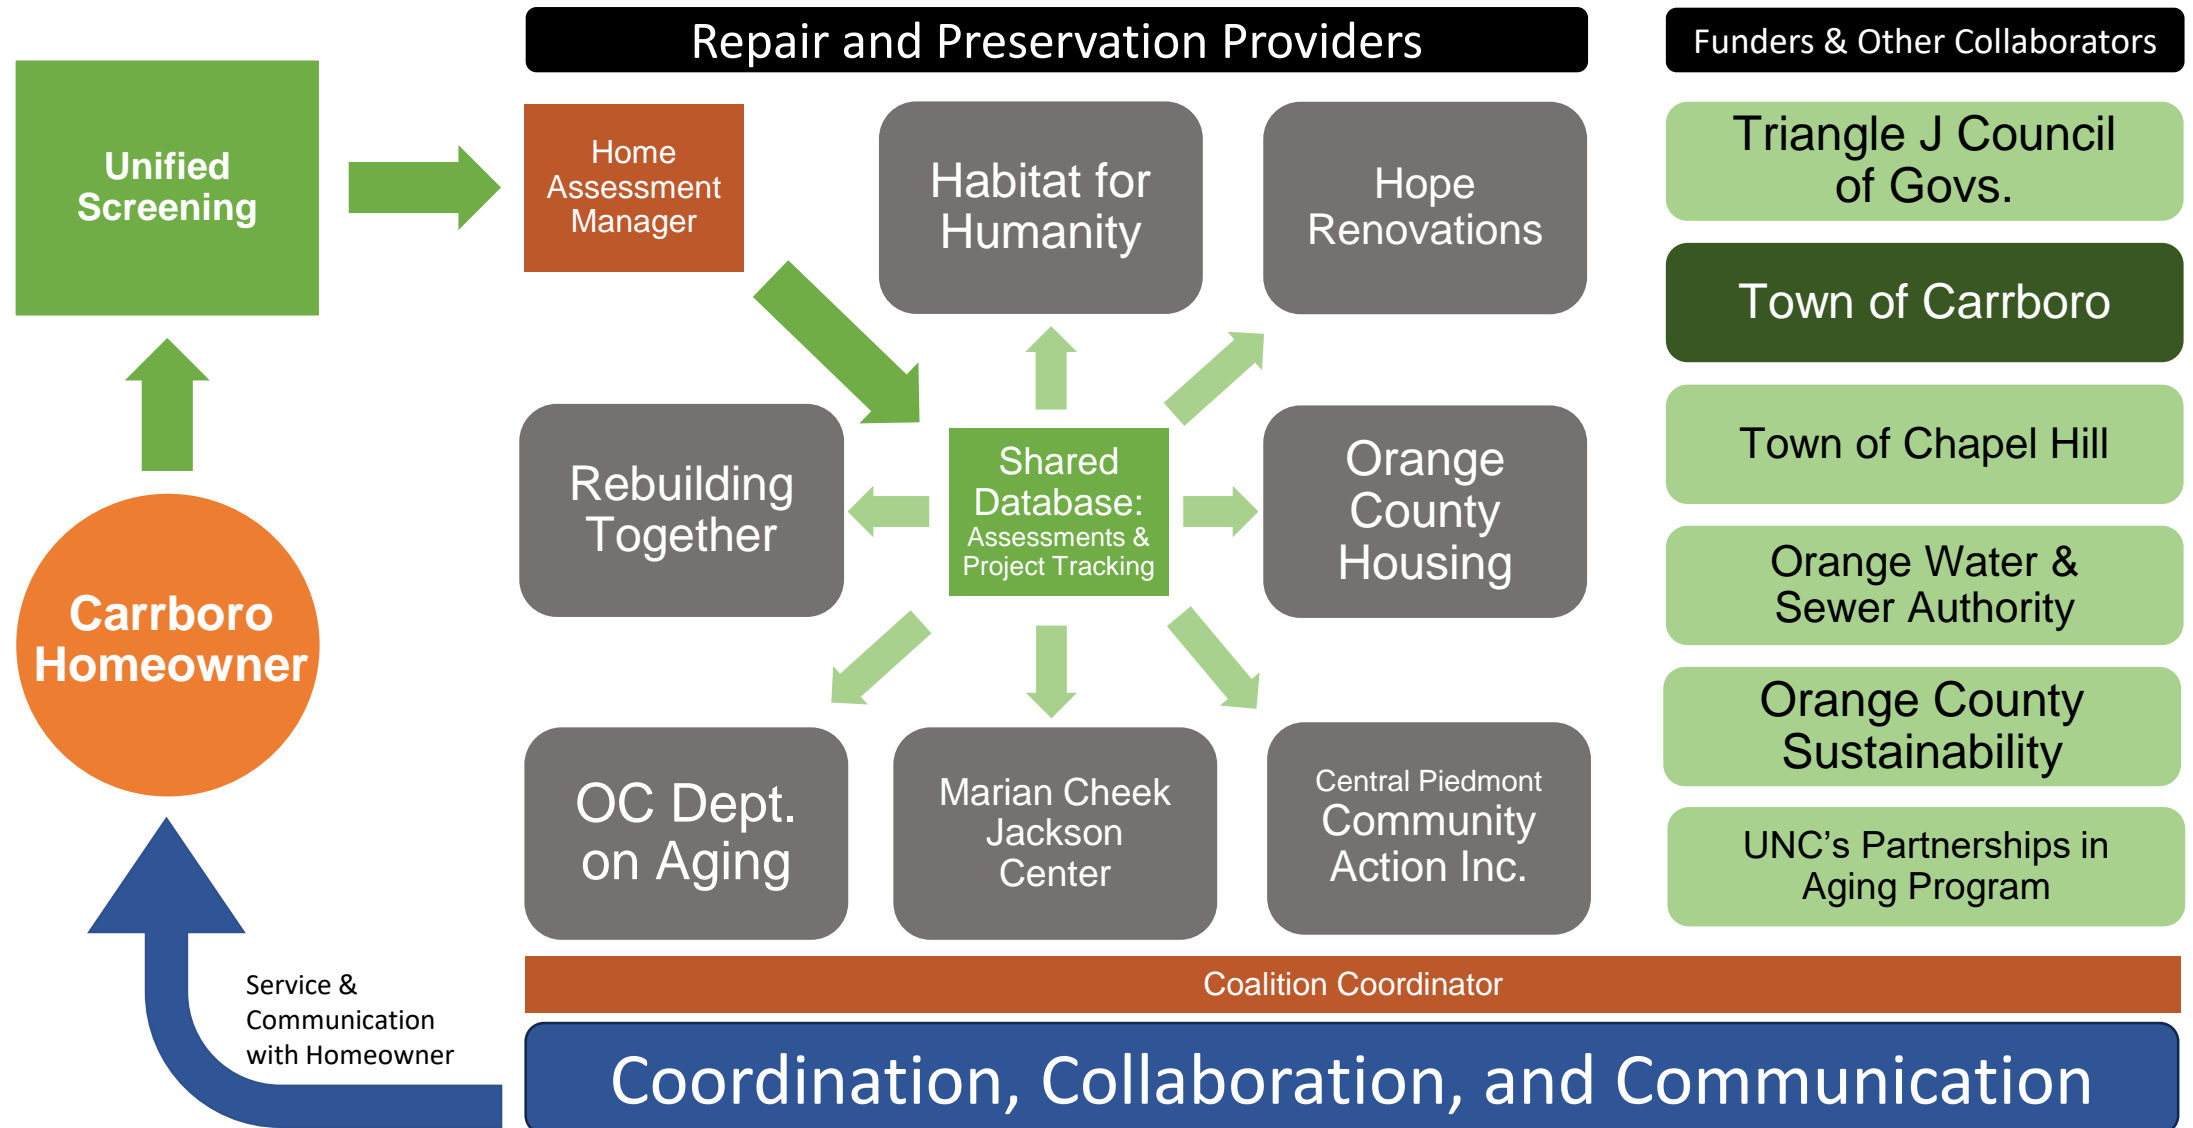 Repair and Preservation Providers
Funders & Other Collaborators
Unified
Screening
Home
Assessment
Manager
Habitat for
Humanity
Hope
Renovations
Triangle J Council
of Govs.
Town of Carrboro
Town of Chapel Hill
Rebuilding
Together
Shared
Database:
Assessments &
Project Tracking
Orange
County
Housing
Orange Water &
Sewer Authority
Carrboro
Homeowner
Orange County
Sustainability
OC Dept.
on Aging
Marian Cheek
Jackson
Center
Central Piedmont
Community
Action Inc.
UNC’s Partnerships in
Aging Program
Service &
Communication
with Homeowner
Coalition Coordinator
Coordination, Collaboration, and Communication